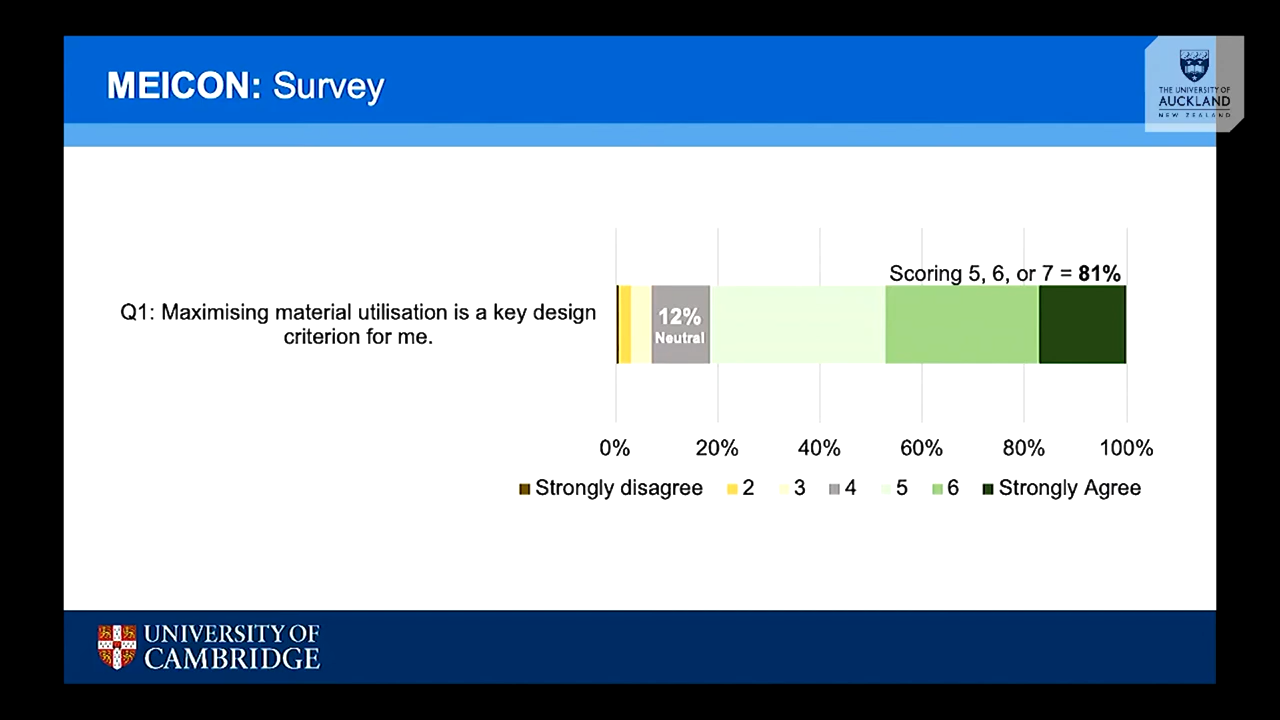 MEICON: Survey
THE UNIVERSITY OF
AUCKLAND
NEW ZEALAND
Scoring 5, 6, or 7 = 81%
Q1: Maximising material utilisation is a key design
criterion for me.
12%
Neutral
0% 20% 40% 60% 80% 100%
Strongly disagree 2 3 4 5 6 Strongly Agree
UNIVERSITY OF
CAMBRIDGE